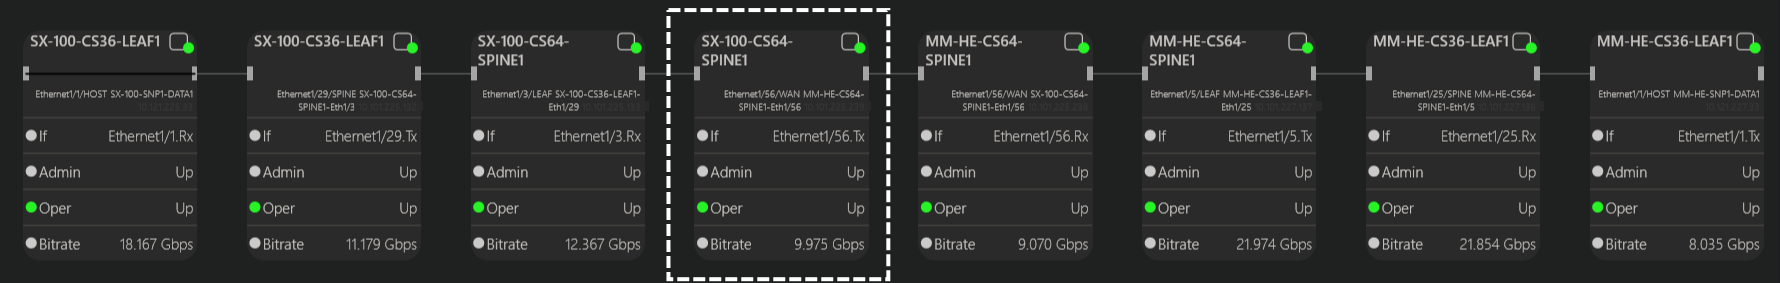 SX-100-CS36-LEAF1
Ethernet1/1/HOST SX-100-SNP1-DATA1
If Ethernet1/1.Rx
Admin Up
Oper Up
Bitrate 18.167 Gbps
SX-100-CS36-LEAF1
Ethernet1/29/SPINE SX-100-CS64-
SPINE1-Eth1/3
If Ethernet1/29.Tx
Admin Up
Oper Up
Bitrate 11.179 Gbps
SX-100-CS64-
SPINE1
Ethernet1/3/LEAF SX-100-CS36-LEAF1-
Eth1/29
If Ethernet1/3.Rx
Admin Up
Oper Up
Bitrate 12.367 Gbps
SX-100-CS64-
SPINE1
Ethernet1/56/WAN MM-HE-CS64-
SPINE1-Eth1/56
If Ethernet1/56.Tx
Admin Up
Oper Up
Bitrate 9.975 Gbps
MM-HE-CS64-
SPINE1
Ethernet1/56/WAN SX-100-CS64-
SPINE1-Eth1/56
If Ethernet1/56.Rx
Admin Up
Oper Up
Bitrate 9.070 Gbps
MM-HE-CS64-
SPINE1
Ethernet1/5/LEAF MM-HE-CS36-LEAF1-
Eth1/25
If Ethernet1/5.Tx
Admin Up
Oper Up
Bitrate 21.974 Gbps
MM-HE-CS36-LEAF1
Ethernet1/25/SPINE MM-HE-CS64-
SPINE1-Eth1/5
If Ethernet1/25.Rx
Admin Up
Oper Up
Bitrate 21.854 Gbps
MM-HE-CS36-LEAF1
Ethernet1/1/HOST MM-HE-SNP1-DATA1
If Ethernet1/1.Tx
Admin Up
Oper Up
Bitrate 8.035 Gbps